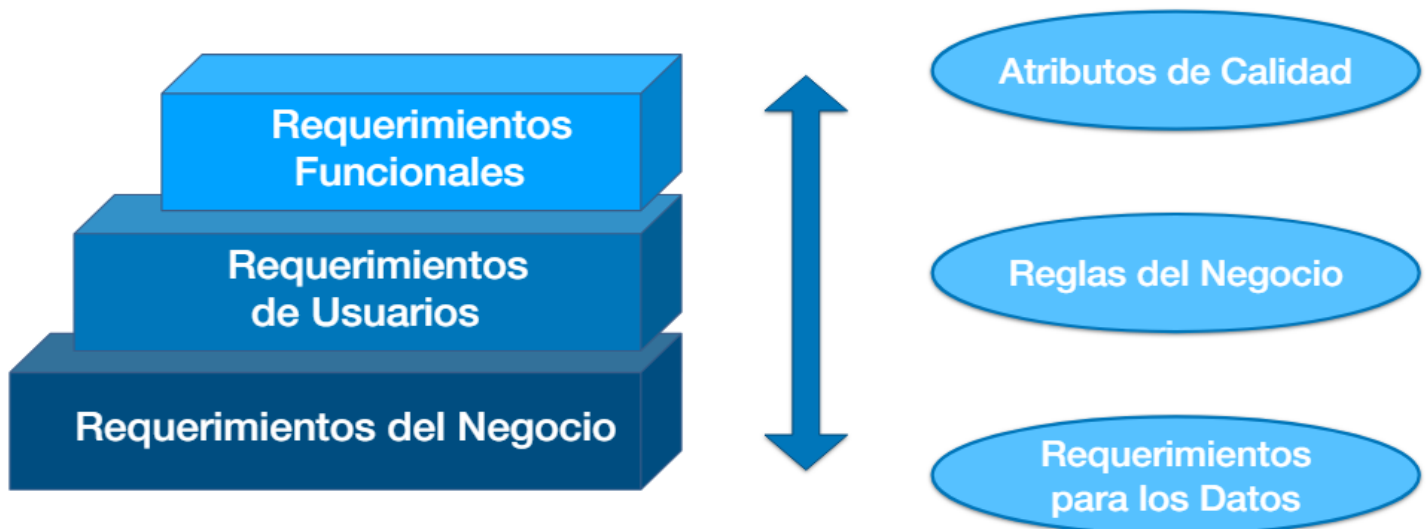 Requerimientos
Funcionales
Requerimientos
de Usuarios
Requerimientos del Negocio
Atributos de Calidad
Reglas del Negocio
Requerimientos
para los Datos